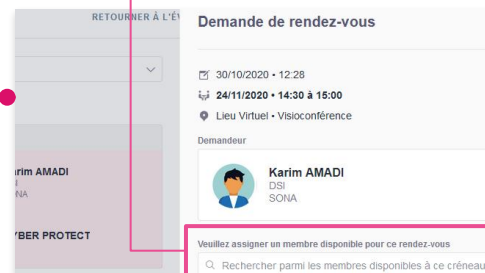 RETOURNER À L'ÉV
Demande de rendez-vous
30/10/2020 • 12:28
24/11/2020 • 14:30 à 15:00
Lieu Virtuel • Visioconférence
Demandeur
Karim AMADI
DSI
SONA
arim AMADI
NA
YBER PROTECT
Veuillez assigner un membre disponible pour ce rendez-vous
Rechercher parmi les membres disponibles à ce créneau